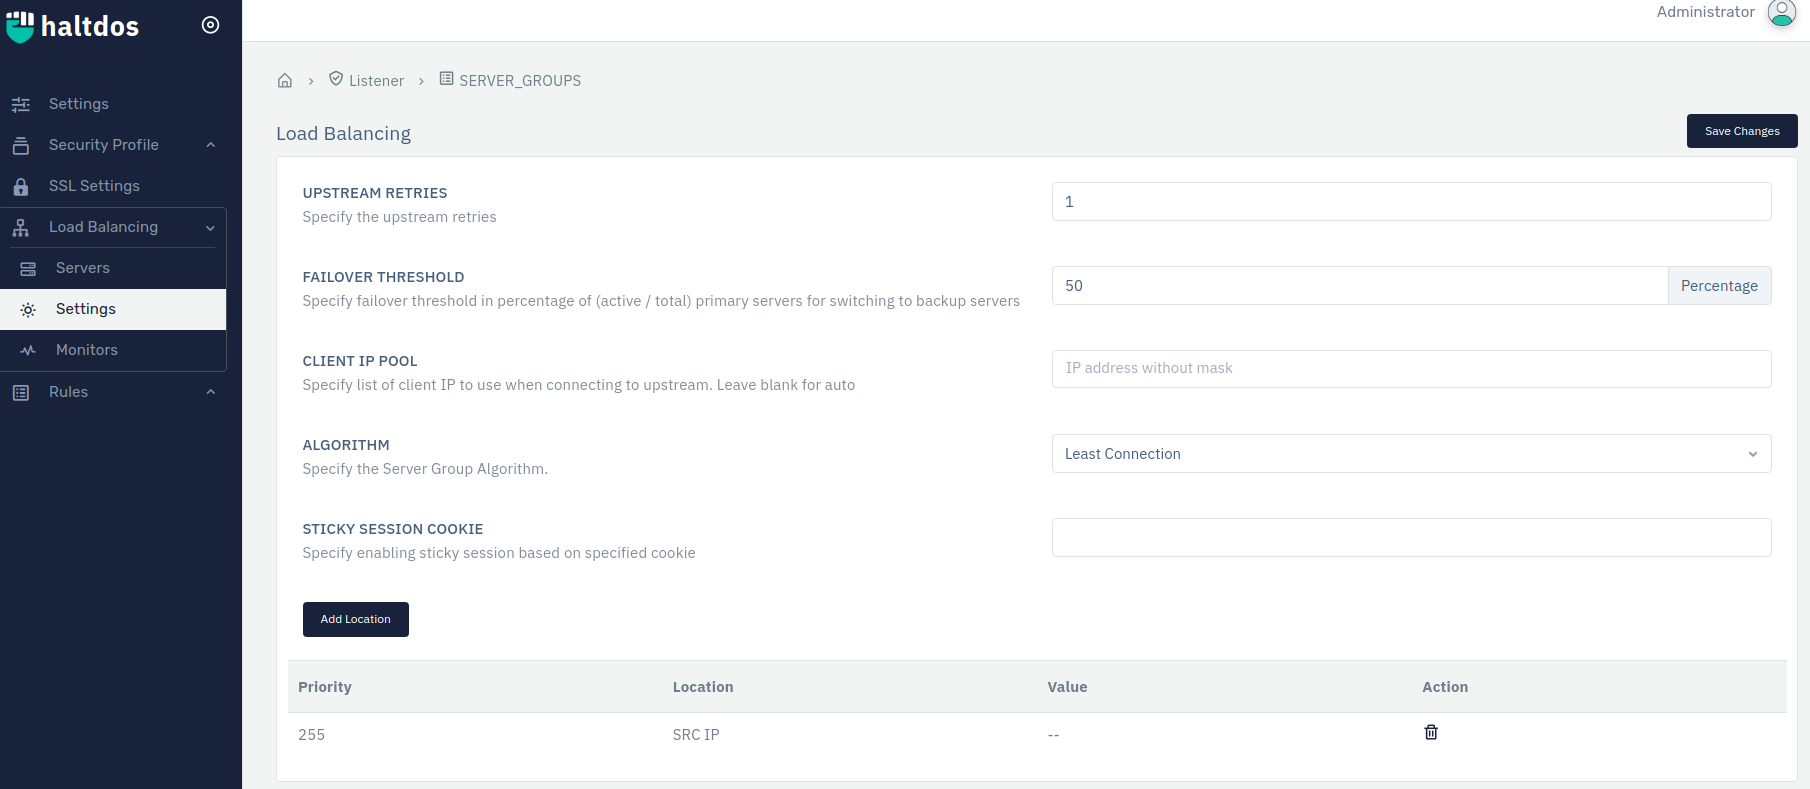 haltdos
Administrator
Settings
Security Profile
SSL Settings
Load Balancing
Servers
Settings
Monitors
Rules
Listener
SERVER_GROUPS
Load Balancing
Save Changes
UPSTREAM RETRIES
Specify the upstream retries
1
FAILOVER THRESHOLD
Specify failover threshold in percentage of (active / total) primary servers for switching to backup servers
50
Percentage
CLIENT IP POOL
Specify list of client IP to use when connecting to upstream. Leave blank for auto
IP address without mask
ALGORITHM
Specify the Server Group Algorithm.
Least Connection
STICKY SESSION COOKIE
Specify enabling sticky session based on specified cookie
Add Location
Priority Location Value Action
255 SRC IP --